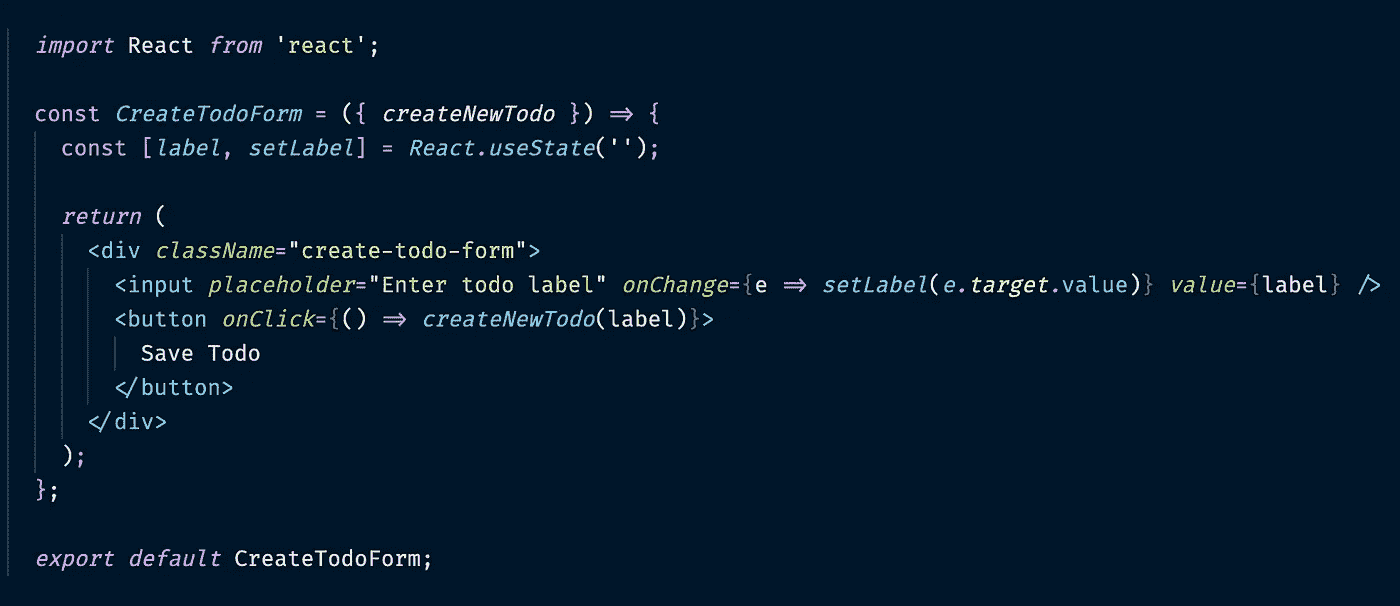 import React from 'react';
const CreateTodoForm = ({ createNewTodo }) => {
const [label, setLabel] = React.useState('');
return (
<div className="create-todo-form">
<input placeholder="Enter todo label" onChange={e => setLabel(e.target.value)} value={label} />
<button onClick={() => createNewTodo(label)}>
Save Todo
</button>
</div>
);
};
export default CreateTodoForm;